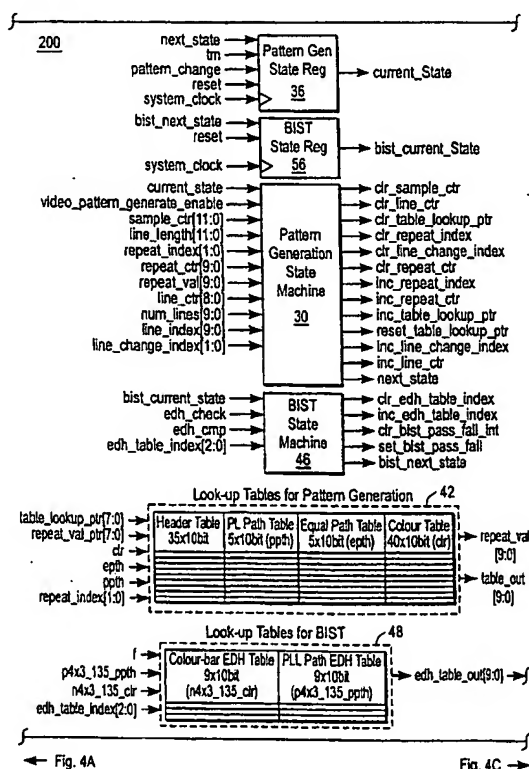 200
next_state
trn
pattern_change
reset
system_clock
Pattern Gen
State Reg
36
current_State
bist_next_state
reset
system_clock
BIST
State Reg
56
bist_current_State
current_state
video_pattern_generate_enable
sample_ctr[11:0]
line_length[11:0]
repeat_index[1:0]
repeat_ctr[9:0]
repeat_val[9:0]
line_ctr[8:0]
num_lines[9:0]
line_index[9:0]
line_change_index[1:0]
Pattern
Generation
State
Machine
30
clr_sample_ctr
clr_line_ctr
clr_table_lookup_ptr
clr_repeat_index
clr_line_change_index
clr_repeat_ctr
inc_repeat_index
inc_repeat_ctr
inc_table_lookup_ptr
reset_table_lookup_ptr
inc_line_change_index
inc_line_ctr
next_state
bist_current_state
edh_check
edh_cmp
edh_table_index[2:0]
BIST
State
Machine
46
clr_edh_table_index
inc_edh_table_index
clr_bist_pass_fail_int
set_bist_pass_fail
bist_next_state
Look-up Tables for Pattern Generation
42
table_lookup_ptr[7:0]
repeat_val_ptr[7:0]
clr
epth
ppth
repeat_index[1:0]
Header Table
35x10bit
PL Path Table
5x10bit (ppth)
Equal Path Table
5x10bit (epth)
Colour Table
40x10bit (clr)
repeat_val
[9:0]
table_out
[9:0]
Look-up Tables for BIST
48
f
p4x3_135_ppth
n4x3_135_clr
edh_table_index[2:0]
Colour-bar EDH Table
9x10bit
(n4x3_135_clr)
PLL Path EDH Table
9x10bit
(p4x3_135_ppth)
edh_table_out[9:0]
Fig. 4A
Fig. 4C